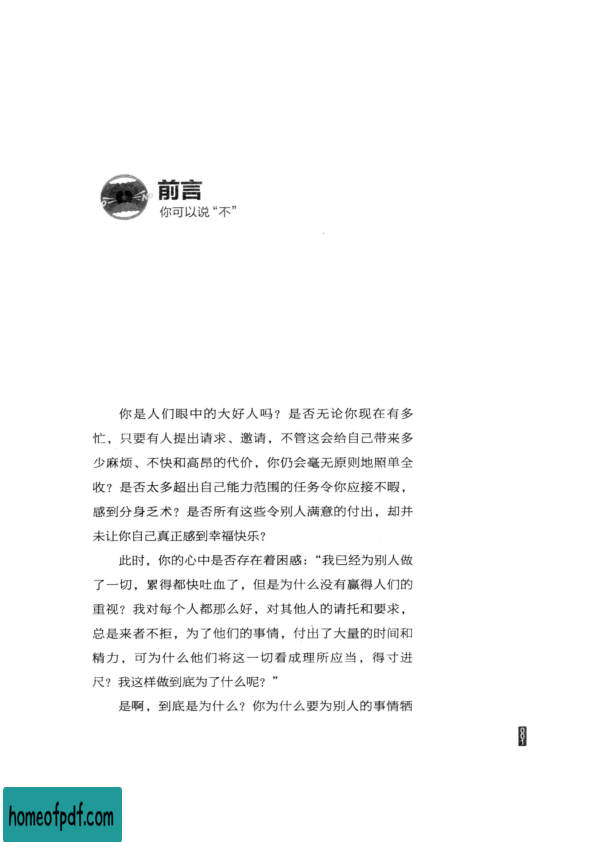 前言
你可以说“不”
你是人们眼中的大好人吗？是否无论你现在有多
忙，只要有人提出请求、邀请，不管这会给自己带来多
少麻烦、不快和高昂的代价，你仍会毫无原则地照单全
收？是否太多超出自己能力范围的任务令你应接不暇，
感到分身乏术？是否所有这些令别人满意的付出，却并
未让你自己真正感到幸福快乐？
此时，你的心中是否存在着困惑：“我已经为别人做
了一切，累得都快吐血了，但是为什么没有赢得人们的
重视？我对每个人都那么好，对其他人的请托和要求，
总是来者不拒，为了他们的事情，付出了大量的时间和
精力，可为什么他们将这一切看成理所应当，得寸进
尺？我这样做到底为了什么呢？”
是啊，到底是为什么？你为什么要为别人的事情牺
001
homeofpdf.com